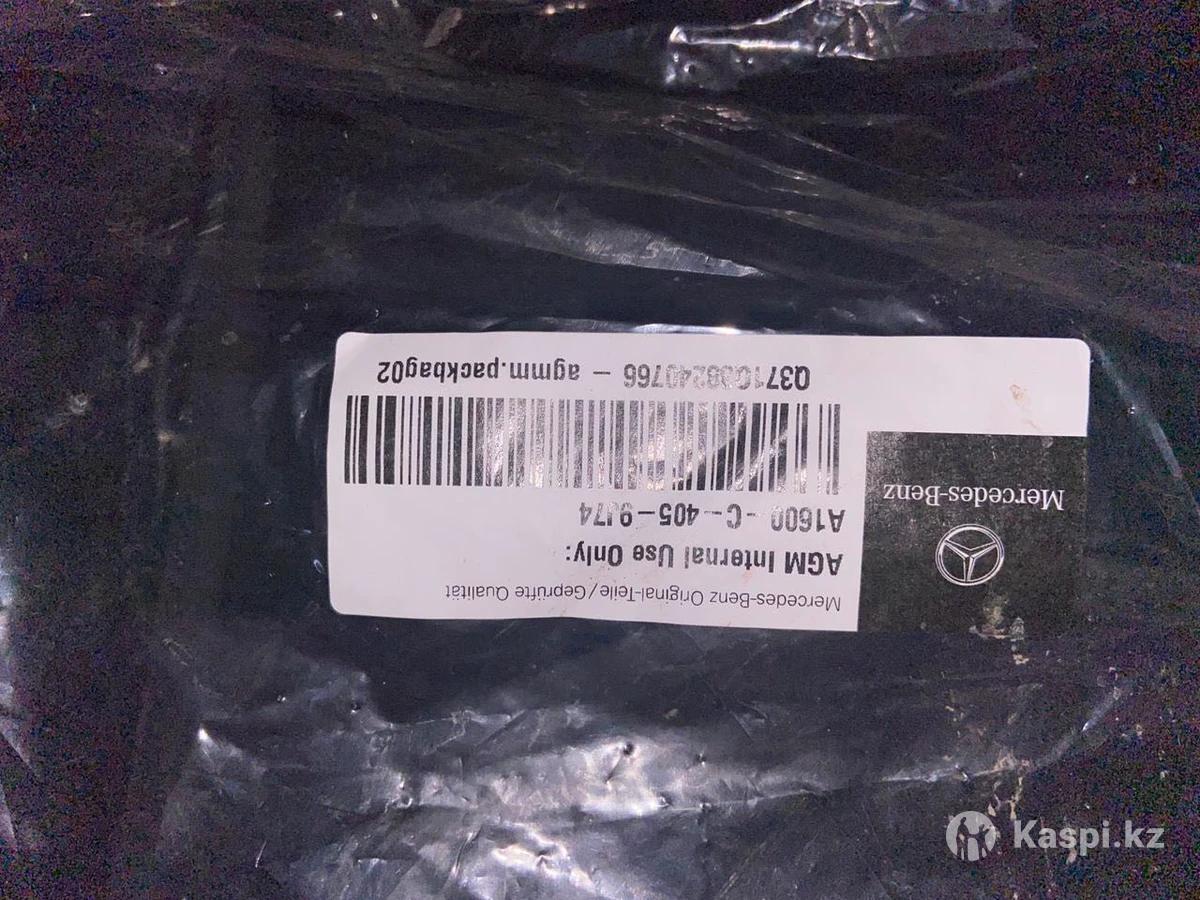 Mercedes-Benz Original-Teile/Geprüfte Qualität
AGM Internal Use Only:
A1600 -C-405-9J74
- agmm.packbag02
Mercedes-Benz
Kaspi.kz